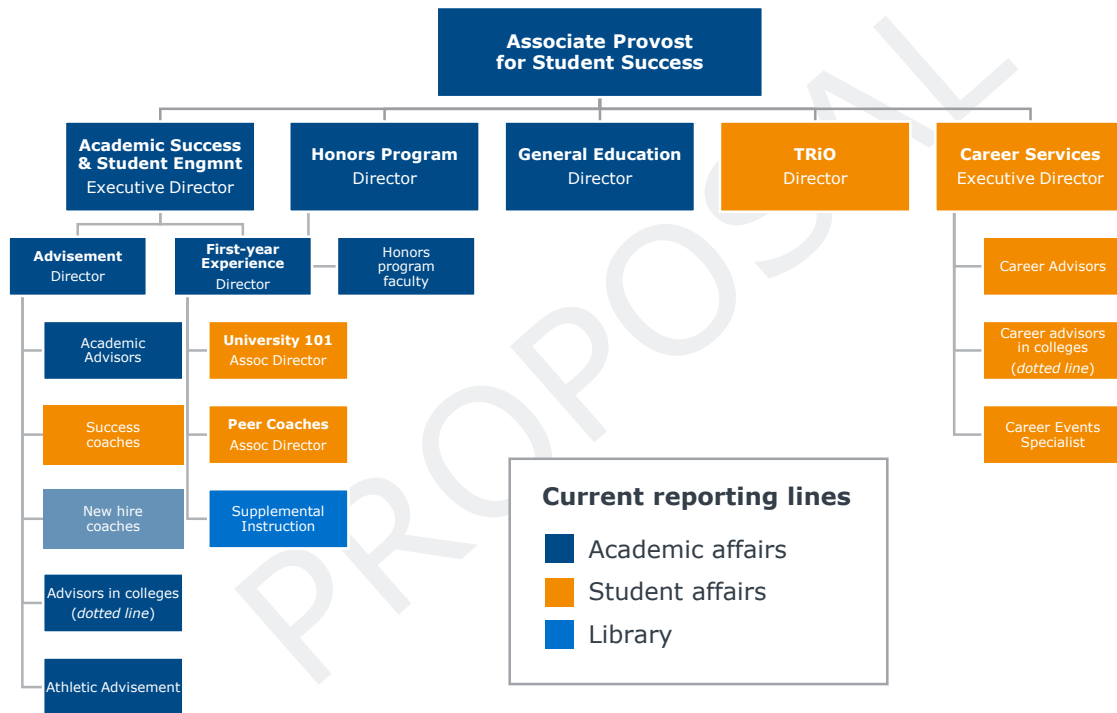 Associate Provost
for Student Success
Academic Success
& Student Engmnt
Executive Director
Honors Program
Director
General Education
Director
TRiO
Director
Career Services
Executive Director
Advisement
Director
First-year
Experience
Director
Honors
program
faculty
Career Advisors
Academic
Advisors
University 101
Assoc Director
Career advisors
in colleges
(dotted line)
Success
coaches
Peer Coaches
Assoc Director
Career Events
Specialist
New hire
coaches
Supplemental
Instruction
Advisors in colleges
(dotted line)
Athletic Advisement
Current reporting lines
Academic affairs
Student affairs
Library
PROPOSAL